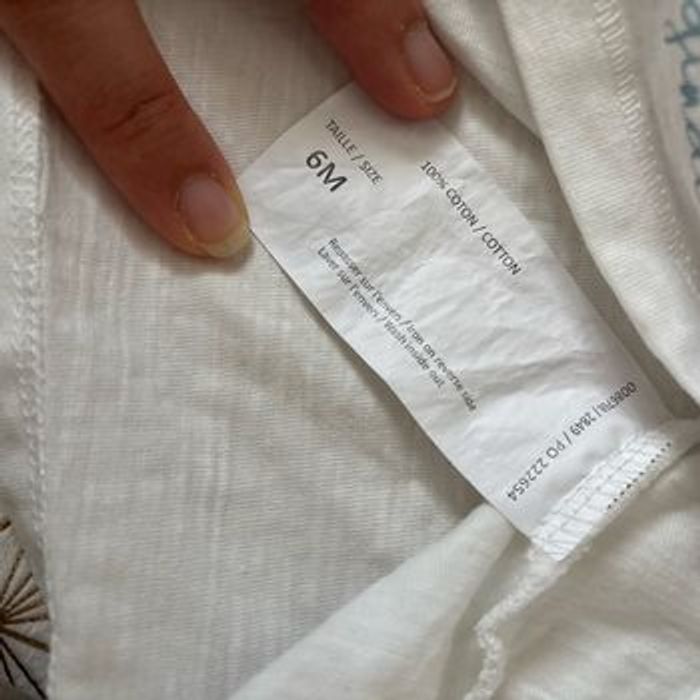 TAILLE / SIZE
6M
100% COTON / COTTON
Repasser sur l'envers / Iron on reverse side
Laver sur l'envers / Wash inside out
/ PO 222654